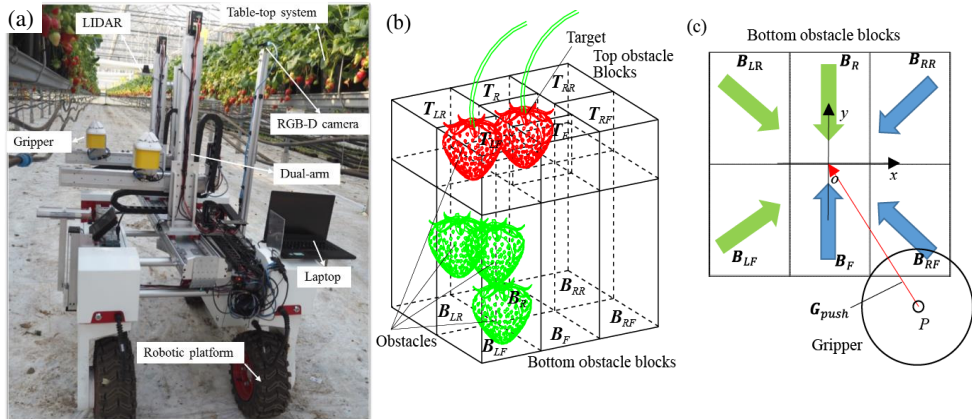 (a)
LIDAR
Table-top system
RGB-D camera
Gripper
Dual-arm
Laptop
Robotic platform
(b)
Target
Top obstacle
Blocks
T_R
T_RR
T_LR
T_RF
T_LF
T_F
B_RR
B_R
B_LR
B_RF
B_F
B_LF
Obstacles
Bottom obstacle blocks
(c)
Bottom obstacle blocks
B_LR
B_R
B_RR
y
x
o
B_LF
B_F
B_RF
G_push
P
Gripper